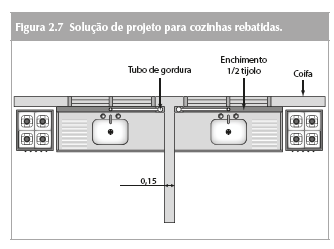 Figura 2.7 Solução de projeto para cozinhas rebatidas.
Tubo de gordura
Enchimento
1/2 tijolo
Coifa
0,15